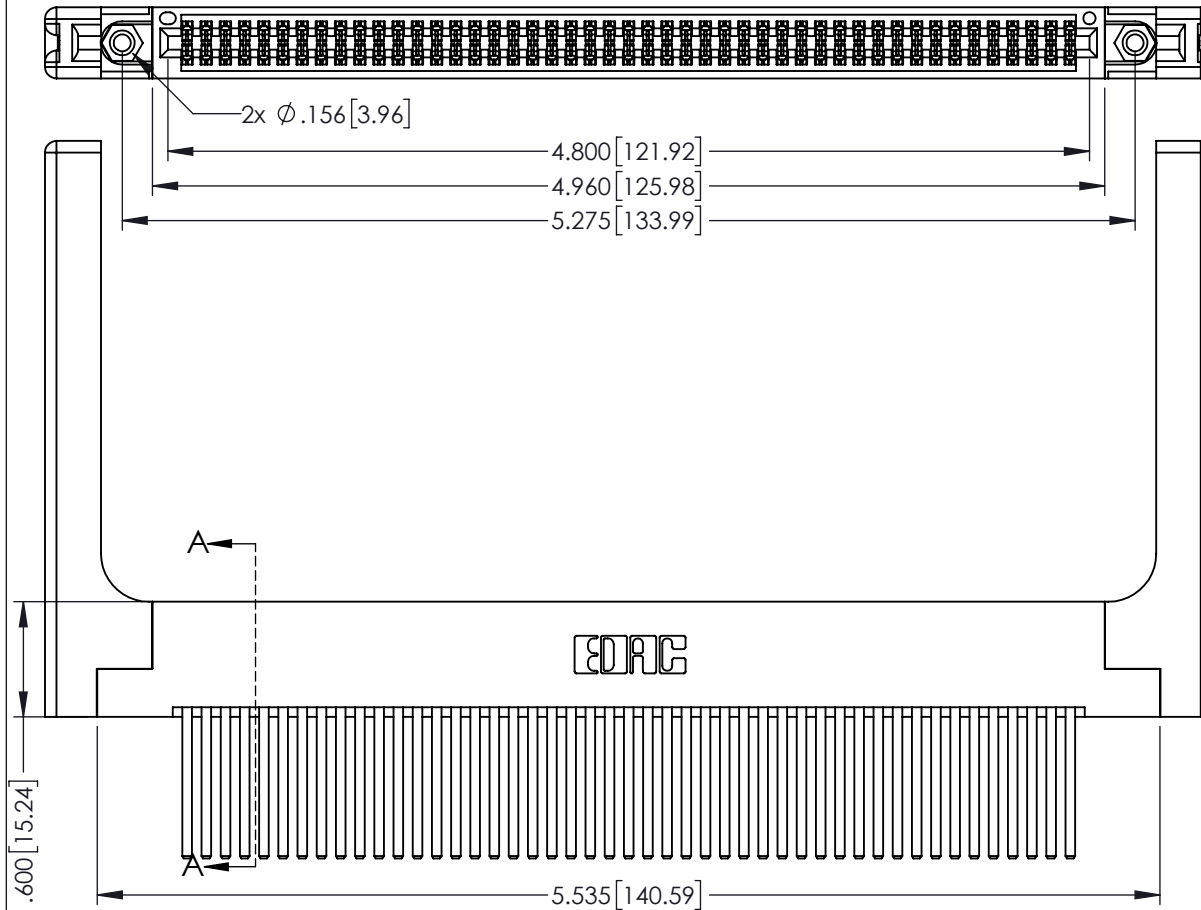 2x ∅.156[3.96]
4.800[121.92]
4.960[125.98]
5.275[133.99]
A
EDAC
.600[15.24]
A
5.535[140.59]